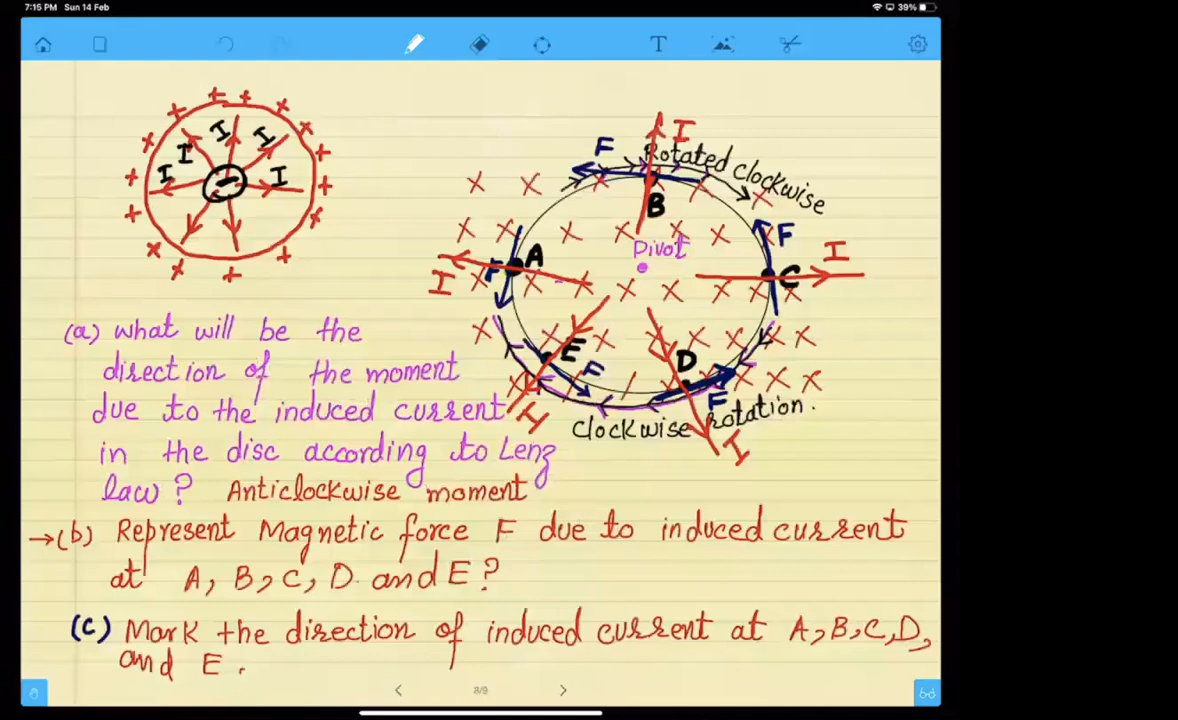 7:15 PM Sun 14 Feb
39%
T
+ + + + + + + + + + + + + + + + +
I I I I I
-
F I
Rotated clockwise
B
F
Pivot
A
I F
C I
E
F
D
F
I
I
Clockwise rotation.
(a) what will be the
direction of the moment
due to the induced current
in the disc according to Lenz
law? Anticlockwise moment
→(b) Represent Magnetic force F due to induced current
at A, B, C, D and E?
(c) Mark the direction of induced current at A, B, C, D,
and E.
8/9